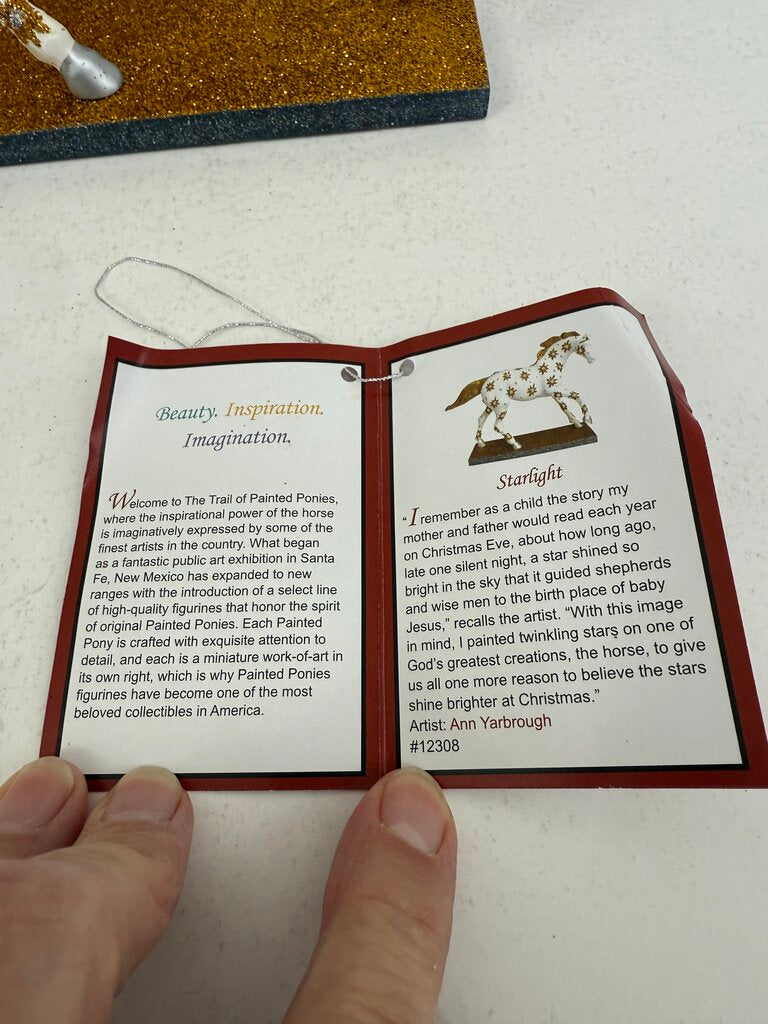 Beauty. Inspiration.
Imagination.
Welcome to The Trail of Painted Ponies,
where the inspirational power of the horse
is imaginatively expressed by some of the
finest artists in the country. What began
as a fantastic public art exhibition in Santa
Fe, New Mexico has expanded to new
ranges with the introduction of a select line
of high-quality figurines that honor the spirit
of original Painted Ponies. Each Painted
Pony is crafted with exquisite attention to
detail, and each is a miniature work-of-art in
its own right, which is why Painted Ponies
figurines have become one of the most
beloved collectibles in America.
Starlight
"I remember as a child the story my
mother and father would read each year
on Christmas Eve, about how long ago,
late one silent night, a star shined so
bright in the sky that it guided shepherds
and wise men to the birth place of baby
Jesus," recalls the artist. "With this image
in mind, I painted twinkling stars on one of
God's greatest creations, the horse, to give
us all one more reason to believe the stars
shine brighter at Christmas."
Artist: Ann Yarbrough
#12308